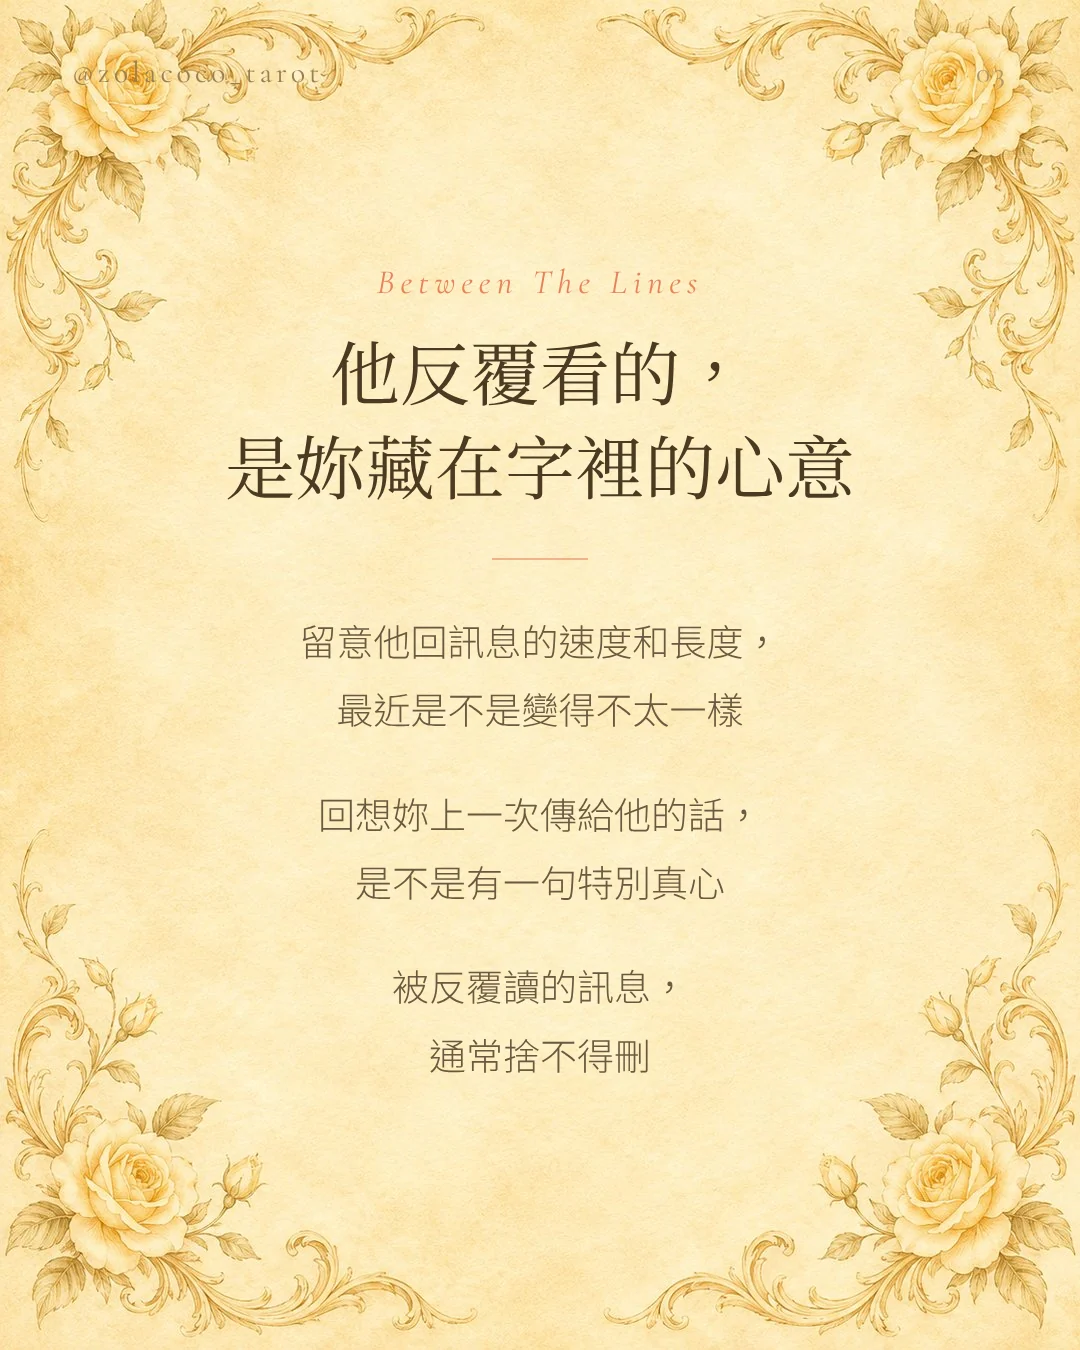 @zolacoco_tarot
03
Between The Lines
他反覆看的，
是妳藏在字裡的心意
留意他回訊息的速度和長度，
最近是不是變得不太一樣
回想妳上一次傳給他的話，
是不是有一句特別真心
被反覆讀的訊息，
通常捨不得刪